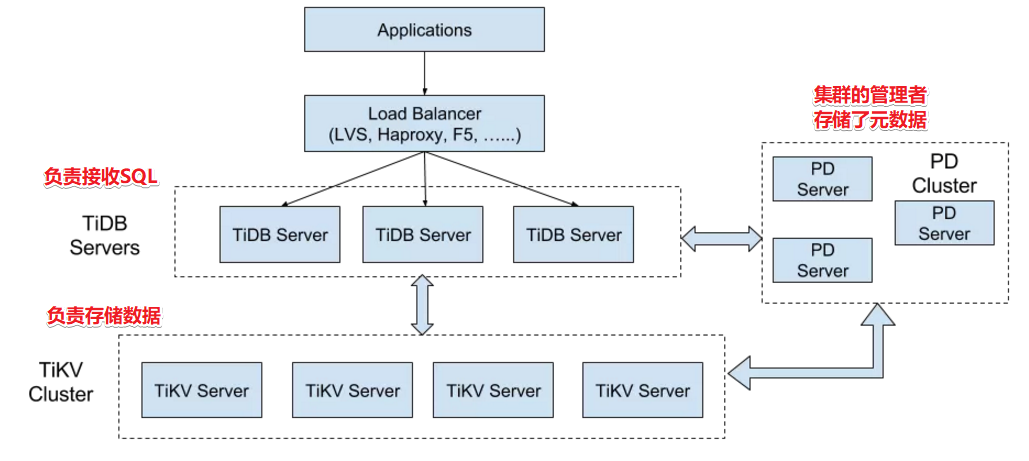 Applications
Load Balancer
(LVS, Haproxy, F5, …...)
集群的管理者
存储了元数据
负责接收SQL
TiDB
Servers
TiDB Server
TiDB Server
TiDB Server
PD
Server
PD
Cluster
PD
Server
PD
Server
负责存储数据
TiKV
Cluster
TiKV Server
TiKV Server
TiKV Server
TiKV Server